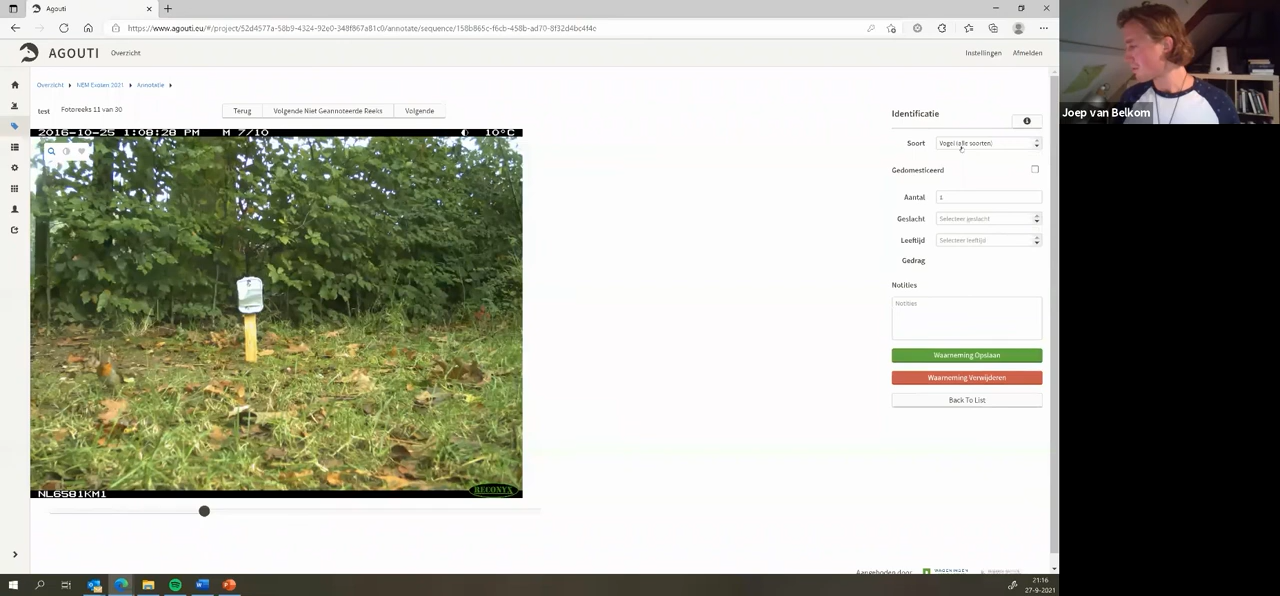 Agouti
https://www.agouti.eu/#/project/52d4577a-58b9-4324-92e0-348f867a81c0/annotate/sequence/158b865c-f6cb-458b-ad70-8f32d4bc4f4e
AGOUTI
Overzicht
Instellingen
Afmelden
Overzicht
NEM Examen 2021
Annotatie
test
Fotoreeks 11 van 30
Terug
Volgende Niet Geannoteerde Reeks
Volgende
2016-10-25 1:08:28 PM M 7/10 10°C
NL6581KM1
RECONYX
Identificatie
Soort
Vogel (alle soorten)
Gedomesticeerd
Aantal
1
Geslacht
Selecteer geslacht
Leeftijd
Selecteer leeftijd
Gedrag
Notities
Notities
Waarneming Opslaan
Waarneming Verwijderen
Back To List
Aangeboden door
WAGENINGEN
21:16
27-9-2021
Joep van Belkom